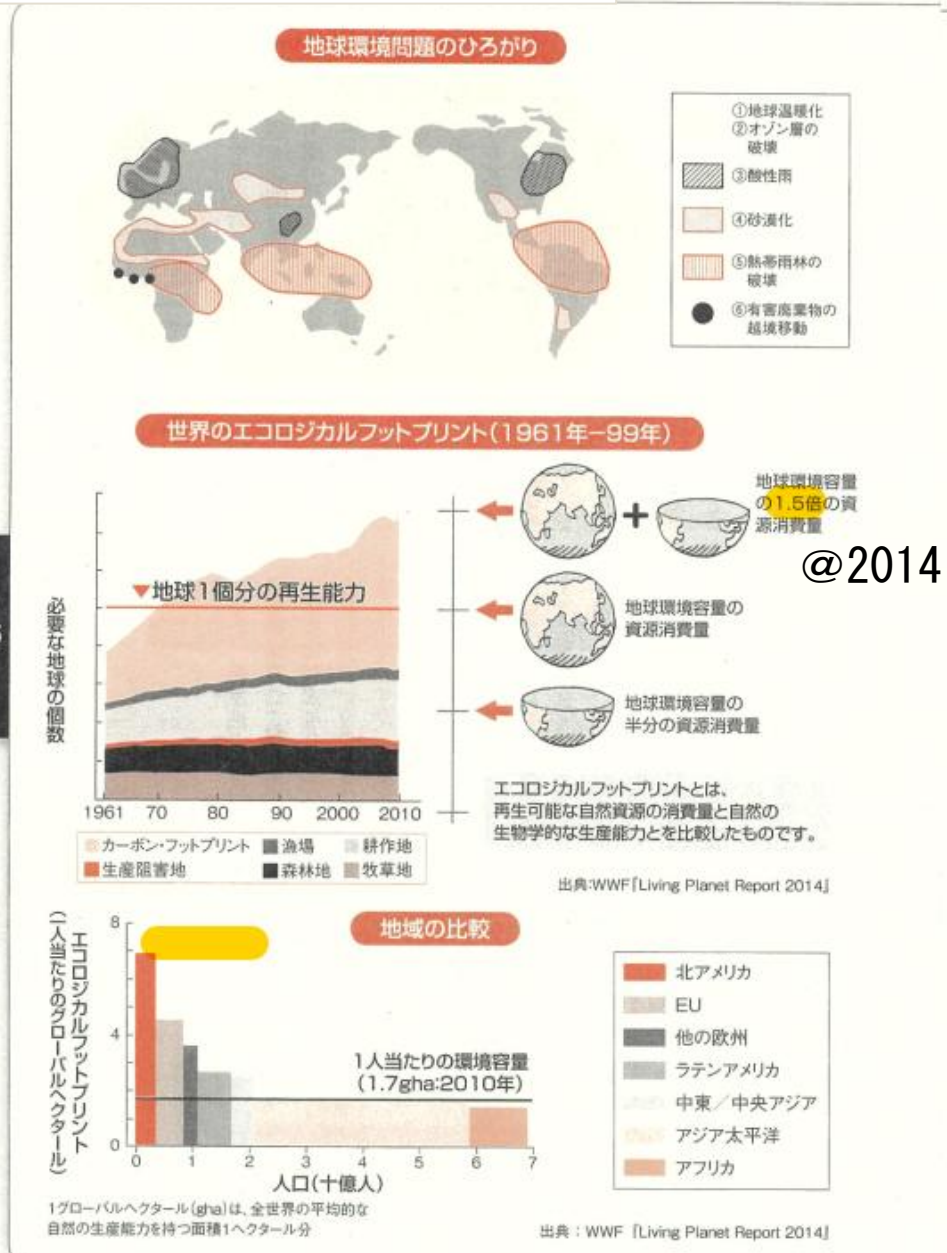 地球環境問題のひろがり
①地球温暖化
②オゾン層の
破壊
③酸性雨
④砂漠化
⑤熱帯雨林の
破壊
⑥有害廃棄物の
越境移動
世界のエコロジカルフットプリント(1961年−99年)
必要な地球の個数
▼地球1個分の再生能力
1961 70 80 90 2000 2010
地球環境容量
の1.5倍の資
源消費量
@2014
地球環境容量の
資源消費量
地球環境容量の
半分の資源消費量
エコロジカルフットプリントとは、
再生可能な自然資源の消費量と自然の
生物学的な生産能力とを比較したものです。
カーボン・フットプリント 漁場 耕作地
生産阻害地 森林地 牧草地
出典:WWF『Living Planet Report 2014』
地域の比較
エコロジカルフットプリント
(一人当たりのグローバルヘクタール)
8
4
0
1人当たりの環境容量
(1.7gha:2010年)
0 1 2 3 4 5 6 7
人口(十億人)
北アメリカ
EU
他の欧州
ラテンアメリカ
中東/中央アジア
アジア太平洋
アフリカ
1グローバルヘクタール(gha)は、全世界の平均的な
自然の生産能力を持つ面積1ヘクタール分
出典:WWF『Living Planet Report 2014』